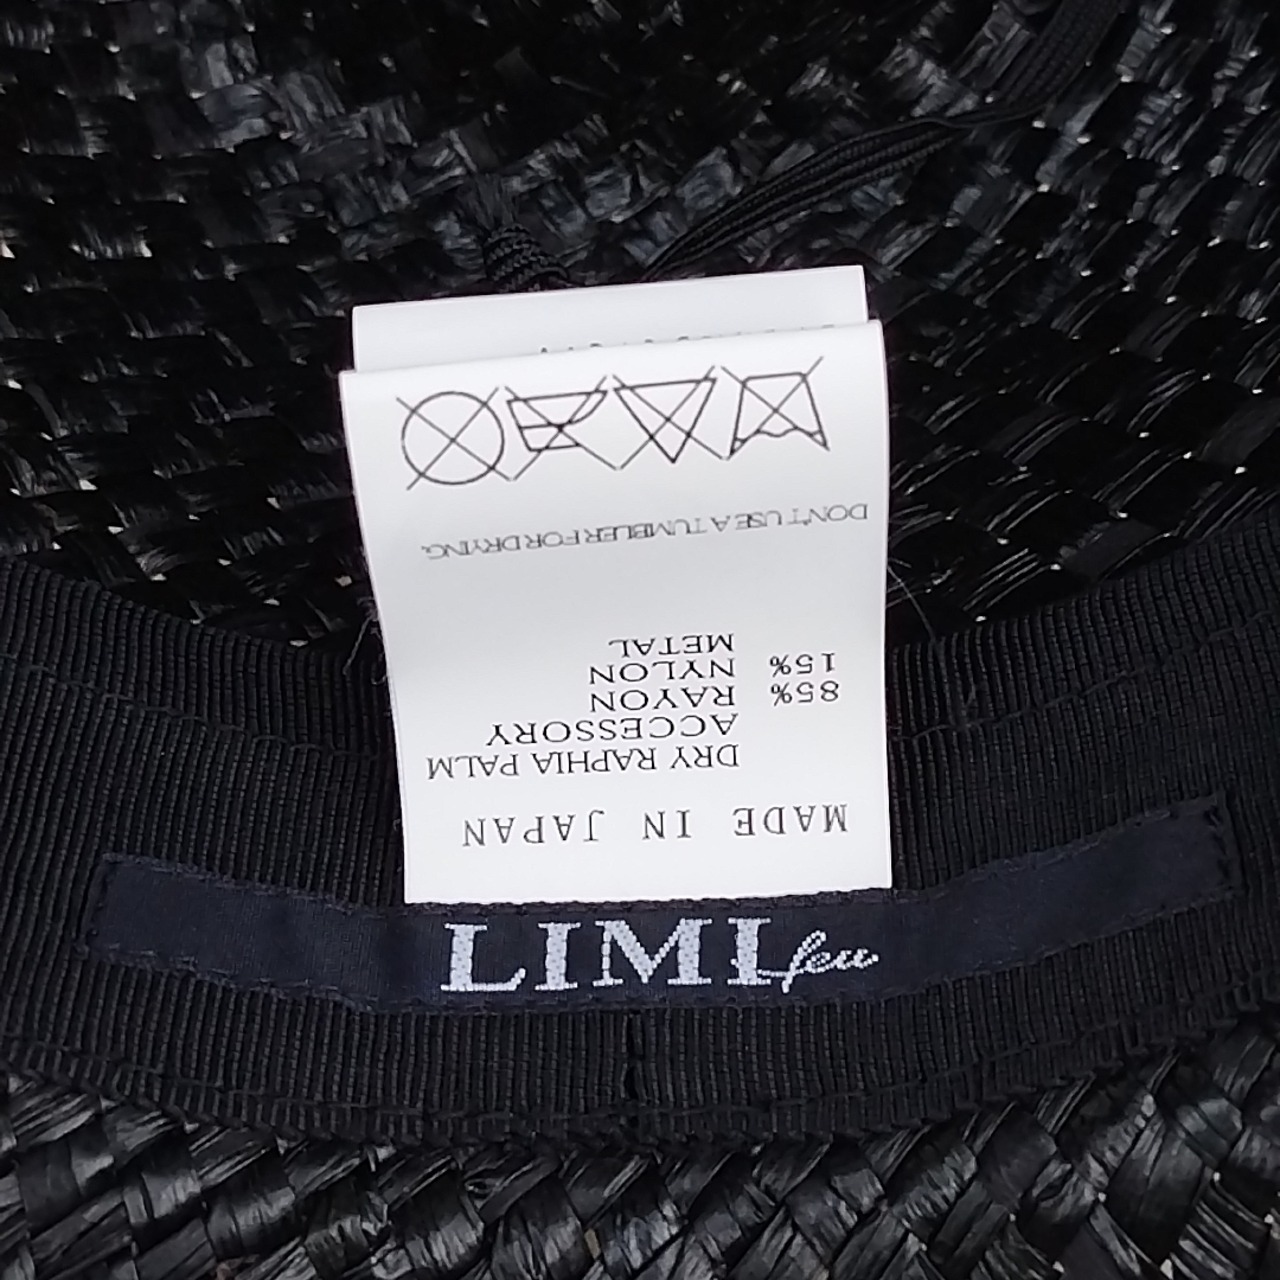 MADE IN JAPAN
DRY RAPHIA PALM
ACCESSORY
85% RAYON
15% NYLON
METAL
DON'T USE A TUMBLER FOR DRYING.
LIMI feu